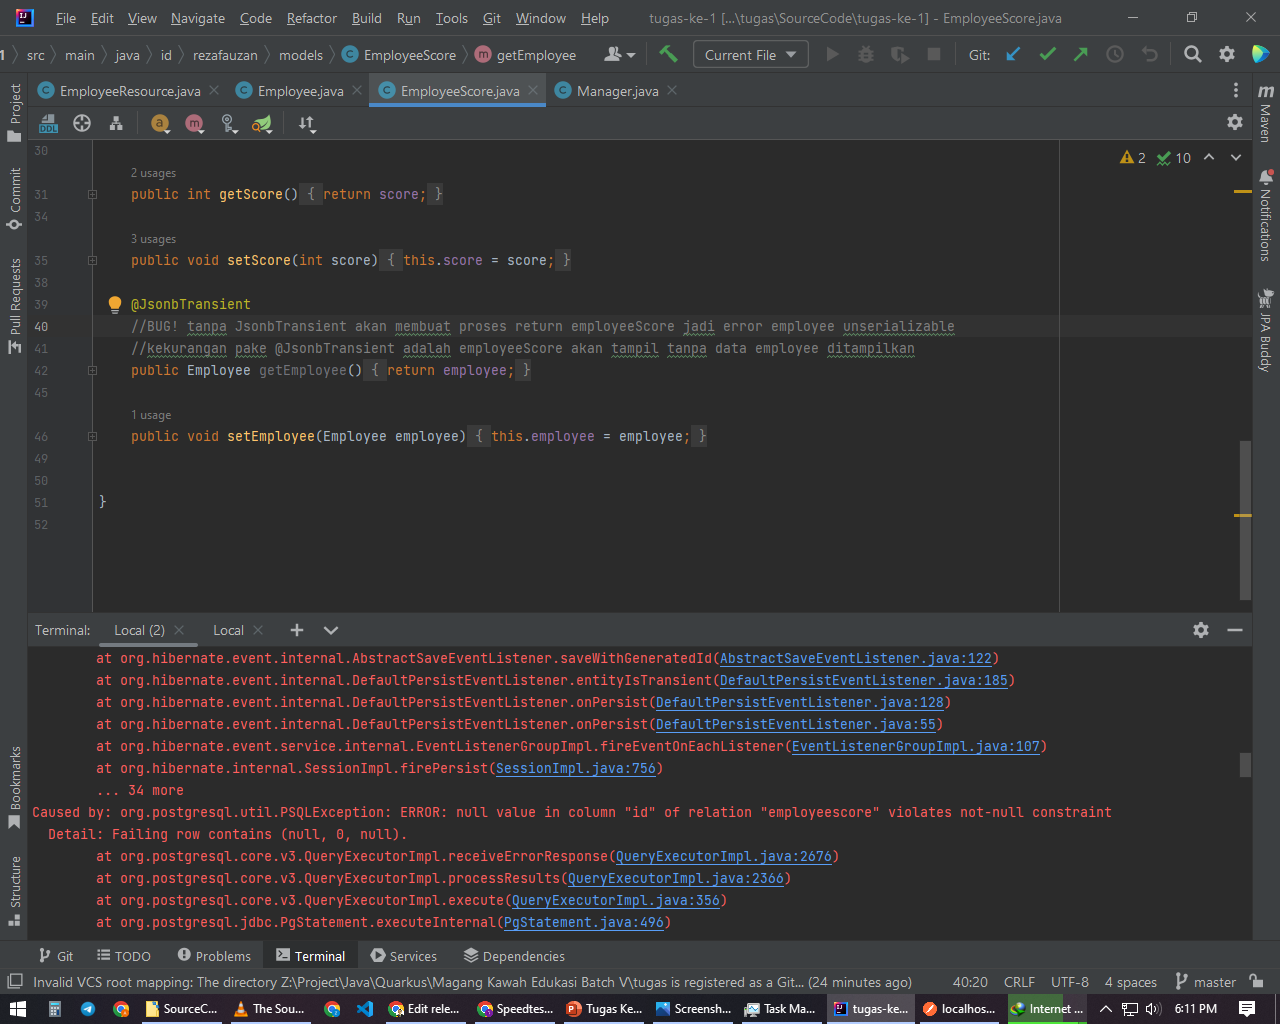 File Edit View Navigate Code Refactor Build Run Tools Git Window Help tugas-ke-1 [...\tugas\SourceCode\tugas-ke-1] - EmployeeScore.java
1 src main java id rezafauzan models EmployeeScore getEmployee Current File Git:
EmployeeResource.java Employee.java EmployeeScore.java Manager.java
DDL
2 10
30
2 usages
31 public int getScore() { return score; }
34
3 usages
35 public void setScore(int score) { this.score = score; }
38
39 @JsonbTransient
40 //BUG! tanpa JsonbTransient akan membuat proses return employeeScore jadi error employee unserializable
41 //kekurangan pake @JsonbTransient adalah employeeScore akan tampil tanpa data employee ditampilkan
42 public Employee getEmployee() { return employee; }
45
1 usage
46 public void setEmployee(Employee employee) { this.employee = employee; }
49
50
51 }
52
Project
Commit
Pull Requests
Bookmarks
Structure
Maven
Notifications
JPA Buddy
Terminal: Local (2) Local
at org.hibernate.event.internal.AbstractSaveEventListener.saveWithGeneratedId(AbstractSaveEventListener.java:122)
at org.hibernate.event.internal.DefaultPersistEventListener.entityIsTransient(DefaultPersistEventListener.java:185)
at org.hibernate.event.internal.DefaultPersistEventListener.onPersist(DefaultPersistEventListener.java:128)
at org.hibernate.event.internal.DefaultPersistEventListener.onPersist(DefaultPersistEventListener.java:55)
at org.hibernate.event.service.internal.EventListenerGroupImpl.fireEventOnEachListener(EventListenerGroupImpl.java:107)
at org.hibernate.internal.SessionImpl.firePersist(SessionImpl.java:756)
... 34 more
Caused by: org.postgresql.util.PSQLException: ERROR: null value in column "id" of relation "employeescore" violates not-null constraint
Detail: Failing row contains (null, 0, null).
at org.postgresql.core.v3.QueryExecutorImpl.receiveErrorResponse(QueryExecutorImpl.java:2676)
at org.postgresql.core.v3.QueryExecutorImpl.processResults(QueryExecutorImpl.java:2366)
at org.postgresql.core.v3.QueryExecutorImpl.execute(QueryExecutorImpl.java:356)
at org.postgresql.jdbc.PgStatement.executeInternal(PgStatement.java:496)
Git TODO Problems Terminal Services Dependencies
Invalid VCS root mapping: The directory Z:\Project\Java\Quarkus\Magang Kawah Edukasi Batch V\tugas is registered as a Git... (24 minutes ago) 40:20 CRLF UTF-8 4 spaces master
SourceC... The Sou... Edit rele... Speedtes... Tugas Ke... Screensh... Task Ma... tugas-ke... localhos... Internet ... 6:11 PM